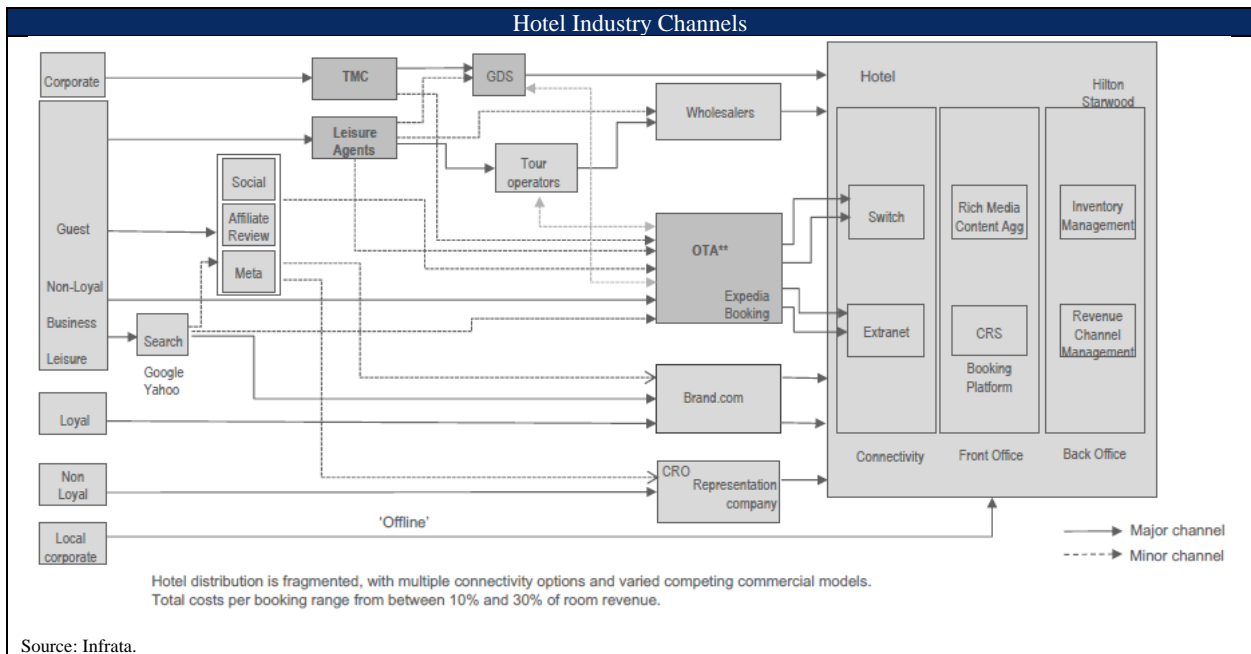 Hotel Industry Channels
Corporate
TMC
GDS
Hotel
Hilton
Starwood
Wholesalers
Leisure
Agents
Tour
operators
Social
Affiliate
Review
Meta
Guest
Non-Loyal
Business
Leisure
Search
Google
Yahoo
OTA**
Expedia
Booking
Switch
Rich Media
Content Agg
Inventory
Management
Extranet
CRS
Revenue
Channel
Management
Booking
Platform
Brand.com
Loyal
Connectivity
Front Office
Back Office
Non
Loyal
CRO
Representation
company
'Offline'
Local
corporate
Major channel
Minor channel
Hotel distribution is fragmented, with multiple connectivity options and varied competing commercial models.
Total costs per booking range from between 10% and 30% of room revenue.
Source: Infrata.